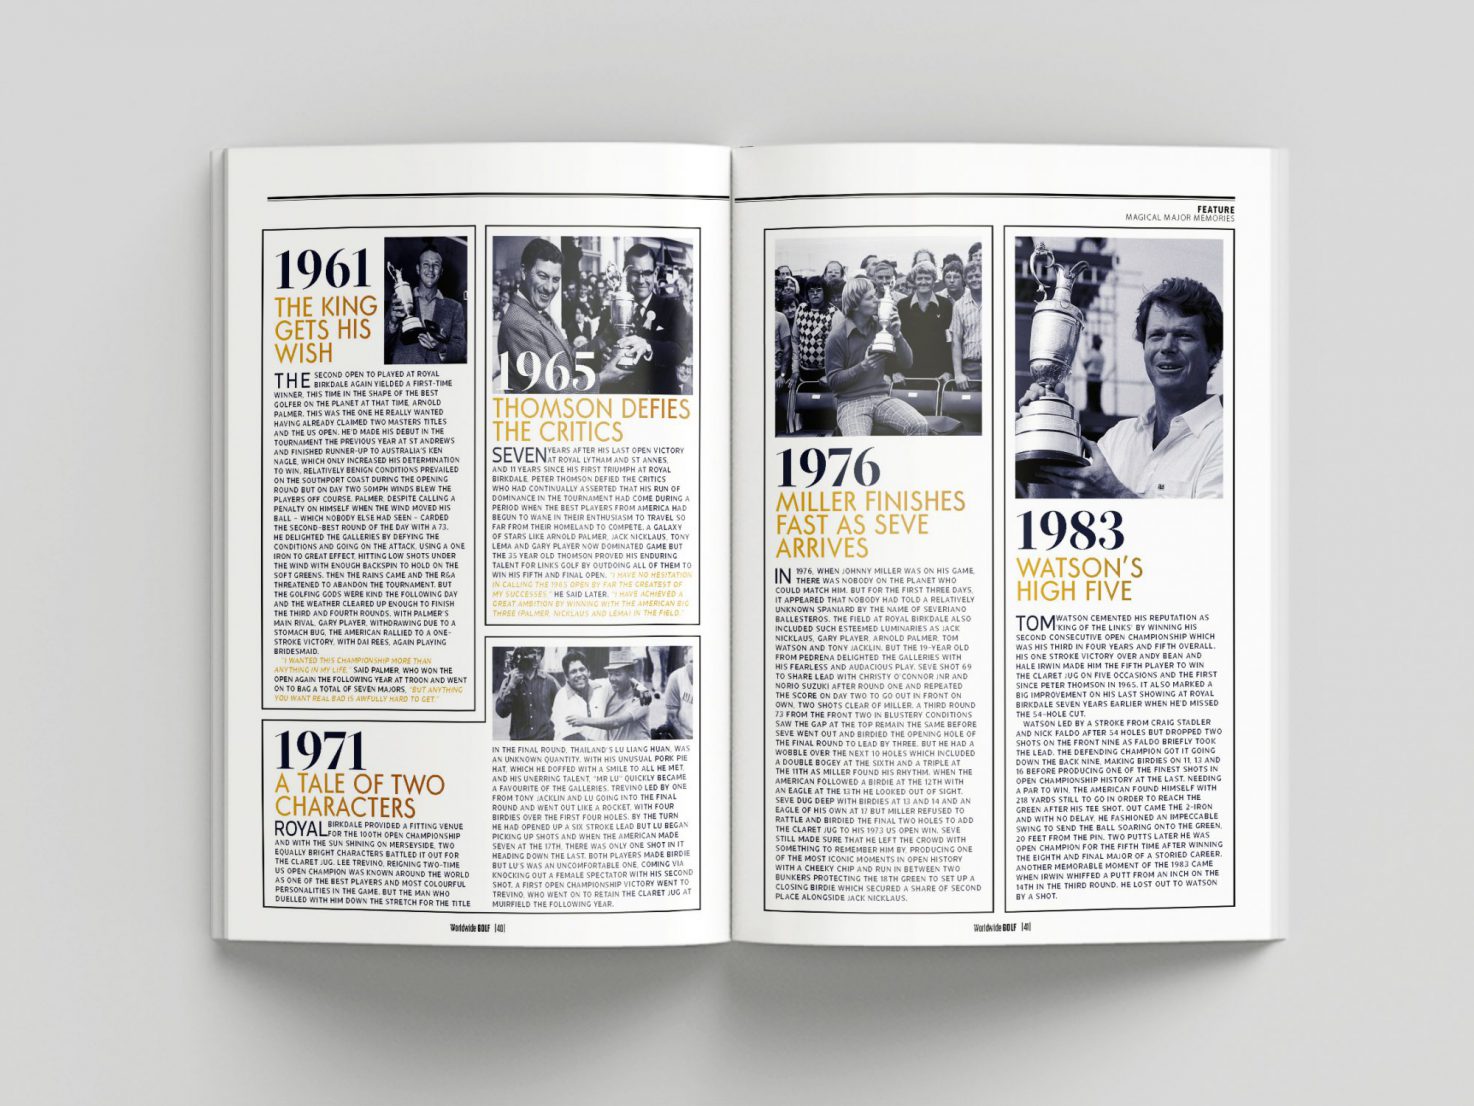 FEATURE
MAGICAL MAJOR MEMORIES
1961
THE KING
GETS HIS
WISH
THE SECOND OPEN TO PLAYED AT ROYAL
BIRKDALE AGAIN YIELDED A FIRST-TIME
WINNER, THIS TIME IN THE SHAPE OF THE BEST
GOLFER ON THE PLANET AT THAT TIME, ARNOLD
PALMER. THIS WAS THE ONE HE REALLY WANTED
HAVING ALREADY CLAIMED TWO MASTERS TITLES
AND THE US OPEN. HE'D MADE HIS DEBUT IN THE
TOURNAMENT THE PREVIOUS YEAR AT ST ANDREWS
AND FINISHED RUNNER-UP TO AUSTRALIA'S KEN
NAGLE, WHICH ONLY INCREASED HIS DETERMINATION
TO WIN. RELATIVELY BENIGN CONDITIONS PREVAILED
ON THE SOUTHPORT COAST DURING THE OPENING
ROUND BUT ON DAY TWO 50MPH WINDS BLEW THE
PLAYERS OFF COURSE. PALMER, DESPITE CALLING A
PENALTY ON HIMSELF WHEN THE WIND MOVED HIS
BALL – WHICH NOBODY ELSE HAD SEEN – CARDED
THE SECOND-BEST ROUND OF THE DAY WITH A 73.
HE DELIGHTED THE GALLERIES BY DEFYING THE
CONDITIONS AND GOING ON THE ATTACK, USING A ONE
IRON TO GREAT EFFECT, HITTING LOW SHOTS UNDER
THE WIND WITH ENOUGH BACKSPIN TO HOLD ON THE
SOFT GREENS. THEN THE RAINS CAME AND THE R&A
THREATENED TO ABANDON THE TOURNAMENT. BUT
THE GOLFING GODS WERE KIND THE FOLLOWING DAY
AND THE WEATHER CLEARED UP ENOUGH TO FINISH
THE THIRD AND FOURTH ROUNDS. WITH PALMER'S
MAIN RIVAL, GARY PLAYER, WITHDRAWING DUE TO A
STOMACH BUG, THE AMERICAN RALLIED TO A ONE-
STROKE VICTORY, WITH DAI REES, AGAIN PLAYING
BRIDESMAID.
"I WANTED THIS CHAMPIONSHIP MORE THAN
ANYTHING IN MY LIFE," SAID PALMER, WHO WON THE
OPEN AGAIN THE FOLLOWING YEAR AT TROON AND WENT
ON TO BAG A TOTAL OF SEVEN MAJORS. "BUT ANYTHING
YOU WANT REAL BAD IS AWFULLY HARD TO GET."
1965
THOMSON DEFIES
THE CRITICS
SEVEN YEARS AFTER HIS LAST OPEN VICTORY
AT ROYAL LYTHAM AND ST ANNES,
AND 11 YEARS SINCE HIS FIRST TRIUMPH AT ROYAL
BIRKDALE, PETER THOMSON DEFIED THE CRITICS
WHO HAD CONTINUALLY ASSERTED THAT HIS RUN OF
DOMINANCE IN THE TOURNAMENT HAD COME DURING A
PERIOD WHEN THE BEST PLAYERS FROM AMERICA HAD
BEGUN TO WANE IN THEIR ENTHUSIASM TO TRAVEL SO
FAR FROM THEIR HOMELAND TO COMPETE. A GALAXY
OF STARS LIKE ARNOLD PALMER, JACK NICKLAUS, TONY
LEMA AND GARY PLAYER NOW DOMINATED GAME BUT
THE 35 YEAR OLD THOMSON PROVED HIS ENDURING
TALENT FOR LINKS GOLF BY OUTDOING ALL OF THEM TO
WIN HIS FIFTH AND FINAL OPEN. "I HAVE NO HESITATION
IN CALLING THE 1965 OPEN BY FAR THE GREATEST OF
MY SUCCESSES," HE SAID LATER. "I HAVE ACHIEVED A
GREAT AMBITION BY WINNING WITH THE AMERICAN BIG
THREE (PALMER, NICKLAUS AND LEMA) IN THE FIELD."
1971
A TALE OF TWO
CHARACTERS
ROYAL BIRKDALE PROVIDED A FITTING VENUE
FOR THE 100TH OPEN CHAMPIONSHIP
AND WITH THE SUN SHINING ON MERSEYSIDE, TWO
EQUALLY BRIGHT CHARACTERS BATTLED IT OUT FOR
THE CLARET JUG. LEE TREVINO, REIGNING TWO-TIME
US OPEN CHAMPION WAS KNOWN AROUND THE WORLD
AS ONE OF THE BEST PLAYERS AND MOST COLOURFUL
PERSONALITIES IN THE GAME. BUT THE MAN WHO
DUELLED WITH HIM DOWN THE STRETCH FOR THE TITLE
IN THE FINAL ROUND, THAILAND'S LU LIANG HUAN, WAS
AN UNKNOWN QUANTITY. WITH HIS UNUSUAL PORK PIE
HAT, WHICH HE DOFFED WITH A SMILE TO ALL HE MET,
AND HIS UNERRING TALENT, "MR LU" QUICKLY BECAME
A FAVOURITE OF THE GALLERIES. TREVINO LED BY ONE
FROM TONY JACKLIN AND LU GOING INTO THE FINAL
ROUND AND WENT OUT LIKE A ROCKET, WITH FOUR
BIRDIES OVER THE FIRST FOUR HOLES. BY THE TURN
HE HAD OPENED UP A SIX STROKE LEAD BUT LU BEGAN
PICKING UP SHOTS AND WHEN THE AMERICAN MADE
SEVEN AT THE 17TH, THERE WAS ONLY ONE SHOT IN IT
HEADING DOWN THE LAST. BOTH PLAYERS MADE BIRDIE
BUT LU'S WAS AN UNCOMFORTABLE ONE, COMING VIA
KNOCKING OUT A FEMALE SPECTATOR WITH HIS SECOND
SHOT. A FIRST OPEN CHAMPIONSHIP VICTORY WENT TO
TREVINO, WHO WENT ON TO RETAIN THE CLARET JUG AT
MUIRFIELD THE FOLLOWING YEAR.
Worldwide GOLF |40|
1976
MILLER FINISHES
FAST AS SEVE
ARRIVES
IN 1976, WHEN JOHNNY MILLER WAS ON HIS GAME,
THERE WAS NOBODY ON THE PLANET WHO
COULD MATCH HIM. BUT FOR THE FIRST THREE DAYS,
IT APPEARED THAT NOBODY HAD TOLD A RELATIVELY
UNKNOWN SPANIARD BY THE NAME OF SEVERIANO
BALLESTEROS. THE FIELD AT ROYAL BIRKDALE ALSO
INCLUDED SUCH ESTEEMED LUMINARIES AS JACK
NICKLAUS, GARY PLAYER, ARNOLD PALMER, TOM
WATSON AND TONY JACKLIN. BUT THE 19-YEAR OLD
FROM PEDRENA DELIGHTED THE GALLERIES WITH
HIS FEARLESS AND AUDACIOUS PLAY. SEVE SHOT 69
TO SHARE LEAD WITH CHRISTY O'CONNOR JNR AND
NORIO SUZUKI AFTER ROUND ONE AND REPEATED
THE SCORE ON DAY TWO TO GO OUT IN FRONT ON
OWN, TWO SHOTS CLEAR OF MILLER. A THIRD ROUND
73 FROM THE FRONT TWO IN BLUSTERY CONDITIONS
SAW THE GAP AT THE TOP REMAIN THE SAME BEFORE
SEVE WENT OUT AND BIRDIED THE OPENING HOLE OF
THE FINAL ROUND TO LEAD BY THREE. BUT HE HAD A
WOBBLE OVER THE NEXT 10 HOLES WHICH INCLUDED
A DOUBLE BOGEY AT THE SIXTH AND A TRIPLE AT
THE 11TH AS MILLER FOUND HIS RHYTHM. WHEN THE
AMERICAN FOLLOWED A BIRDIE AT THE 12TH WITH
AN EAGLE AT THE 13TH HE LOOKED OUT OF SIGHT.
SEVE DUG DEEP WITH BIRDIES AT 13 AND 14 AND AN
EAGLE OF HIS OWN AT 17 BUT MILLER REFUSED TO
RATTLE AND BIRDIED THE FINAL TWO HOLES TO ADD
THE CLARET JUG TO HIS 1973 US OPEN WIN. SEVE
STILL MADE SURE THAT HE LEFT THE CROWD WITH
SOMETHING TO REMEMBER HIM BY, PRODUCING ONE
OF THE MOST ICONIC MOMENTS IN OPEN HISTORY
WITH A CHEEKY CHIP AND RUN IN BETWEEN TWO
BUNKERS PROTECTING THE 18TH GREEN TO SET UP A
CLOSING BIRDIE WHICH SECURED A SHARE OF SECOND
PLACE ALONGSIDE JACK NICKLAUS.
1983
WATSON'S
HIGH FIVE
TOM WATSON CEMENTED HIS REPUTATION AS
'KING OF THE LINKS' BY WINNING HIS
SECOND CONSECUTIVE OPEN CHAMPIONSHIP WHICH
WAS HIS THIRD IN FOUR YEARS AND FIFTH OVERALL.
HIS ONE STROKE VICTORY OVER ANDY BEAN AND
HALE IRWIN MADE HIM THE FIFTH PLAYER TO WIN
THE CLARET JUG ON FIVE OCCASIONS AND THE FIRST
SINCE PETER THOMSON IN 1965. IT ALSO MARKED A
BIG IMPROVEMENT ON HIS LAST SHOWING AT ROYAL
BIRKDALE SEVEN YEARS EARLIER WHEN HE'D MISSED
THE 54-HOLE CUT.
WATSON LED BY A STROKE FROM CRAIG STADLER
AND NICK FALDO AFTER 54 HOLES BUT DROPPED TWO
SHOTS ON THE FRONT NINE AS FALDO BRIEFLY TOOK
THE LEAD. THE DEFENDING CHAMPION GOT IT GOING
DOWN THE BACK NINE, MAKING BIRDIES ON 11, 13 AND
16 BEFORE PRODUCING ONE OF THE FINEST SHOTS IN
OPEN CHAMPIONSHIP HISTORY AT THE LAST. NEEDING
A PAR TO WIN, THE AMERICAN FOUND HIMSELF WITH
218 YARDS STILL TO GO IN ORDER TO REACH THE
GREEN AFTER HIS TEE SHOT. OUT CAME THE 2-IRON
AND WITH NO DELAY, HE FASHIONED AN IMPECCABLE
SWING TO SEND THE BALL SOARING ONTO THE GREEN,
20 FEET FROM THE PIN. TWO PUTTS LATER HE WAS
OPEN CHAMPION FOR THE FIFTH TIME AFTER WINNING
THE EIGHTH AND FINAL MAJOR OF A STORIED CAREER.
ANOTHER MEMORABLE MOMENT OF THE 1983 CAME
WHEN IRWIN WHIFFED A PUTT FROM AN INCH ON THE
14TH IN THE THIRD ROUND. HE LOST OUT TO WATSON
BY A SHOT.
Worldwide GOLF |41|